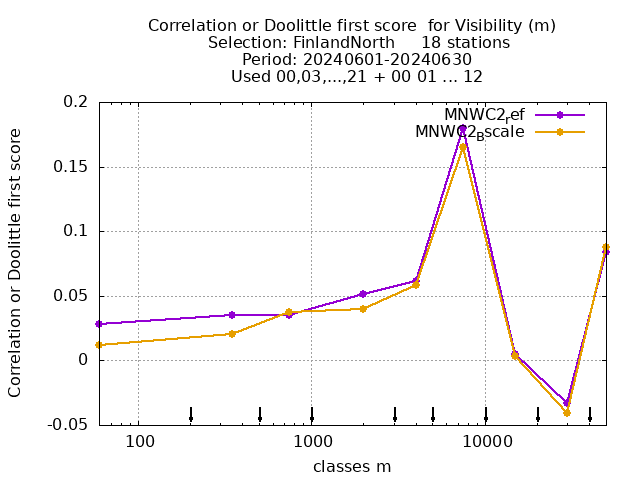 Correlation or Doolittle first score  for Visibility (m)
Selection: FinlandNorth     18 stations
Period: 20240601-20240630
Used 00,03,...,21 + 00 01 ... 12
MNWC2ref
MNWC2Bscale
Correlation or Doolittle first score
0.2
0.15
0.1
0.05
0
-0.05
100
1000
10000
classes m